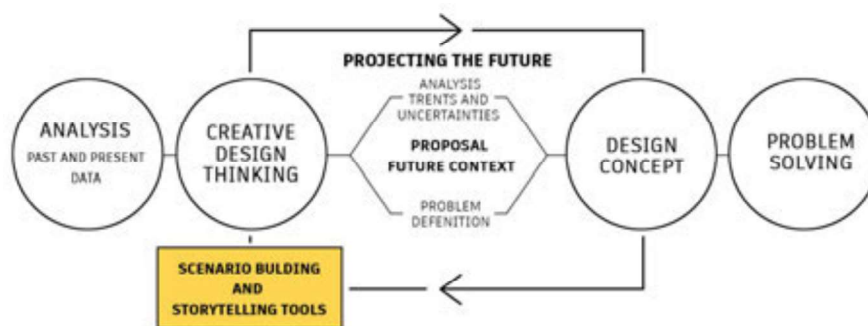 PROJECTING THE FUTURE
ANALYSIS
TRENTS AND
UNCERTAINTIES
ANALYSIS
PAST AND PRESENT
DATA
CREATIVE
DESIGN
THINKING
PROPOSAL
FUTURE CONTEXT
DESIGN
CONCEPT
PROBLEM
SOLVING
PROBLEM
DEFENITION
SCENARIO BULDING
AND
STORYTELLING TOOLS